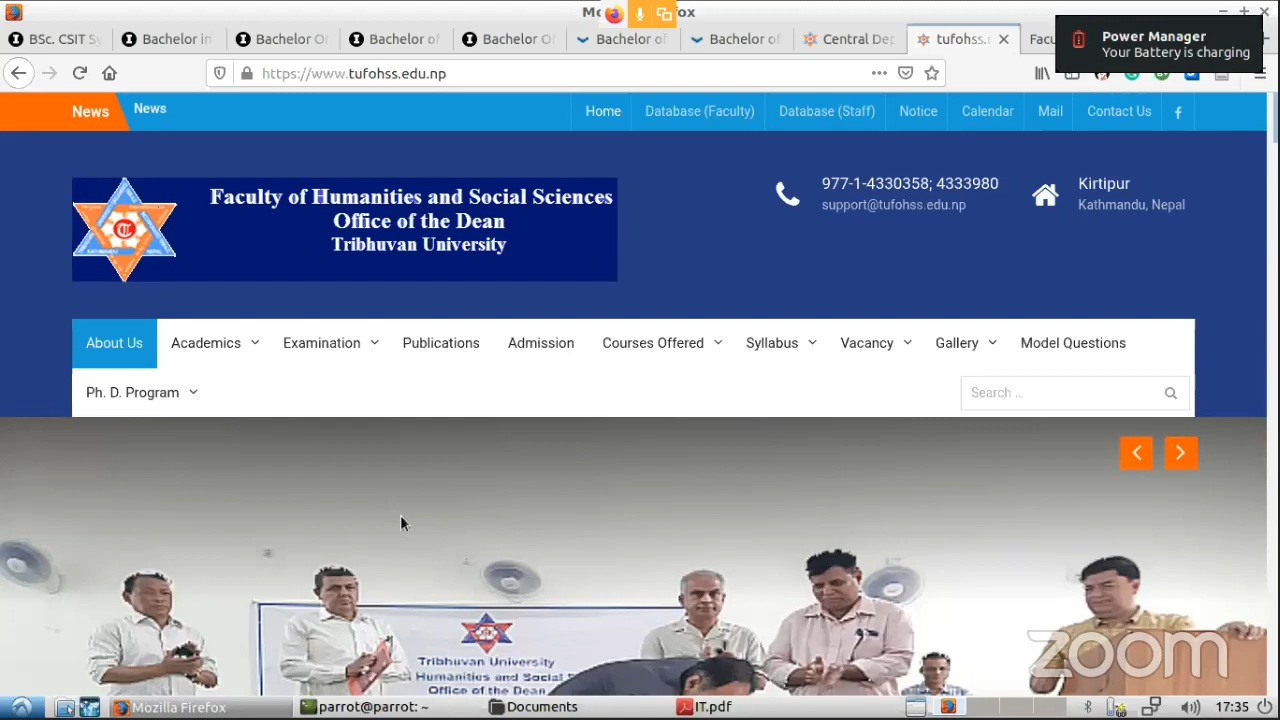 Mo
fox
BSc. CSIT Sy
Bachelor in
Bachelor O
Bachelor of
Bachelor Of
Bachelor of
Bachelor of
Central Dep
tufohss.
Facu
Power Manager
Your Battery is charging
https://www.tufohss.edu.np
News
News
Home
Database (Faculty)
Database (Staff)
Notice
Calendar
Mail
Contact Us
Faculty of Humanities and Social Sciences
Office of the Dean
Tribhuvan University
977-1-4330358; 4333980
support@tufohss.edu.np
Kirtipur
Kathmandu, Nepal
About Us
Academics
Examination
Publications
Admission
Courses Offered
Syllabus
Vacancy
Gallery
Model Questions
Ph. D. Program
Search ...
Tribhuvan University
Humanities and Social S
Office of the Dean
zoom
Mozilla Firefox
parrot@parrot: ~
Documents
IT.pdf
17:35